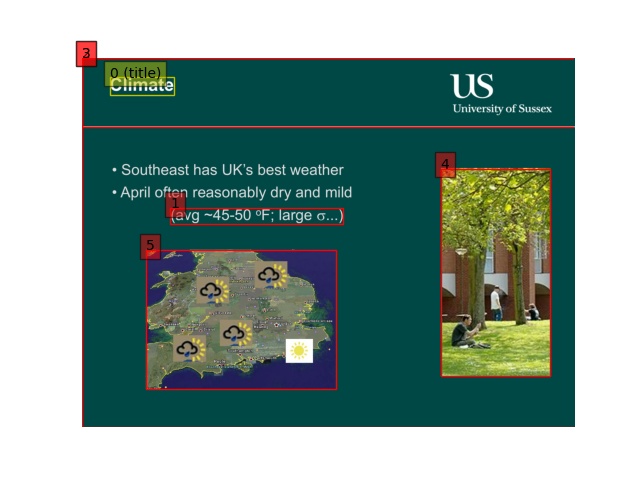 3
0 (title)
Climate
US
University of Sussex
• Southeast has UK's best weather
• April often reasonably dry and mild
1
(avg ~45-50 ºF; large σ...)
4
5